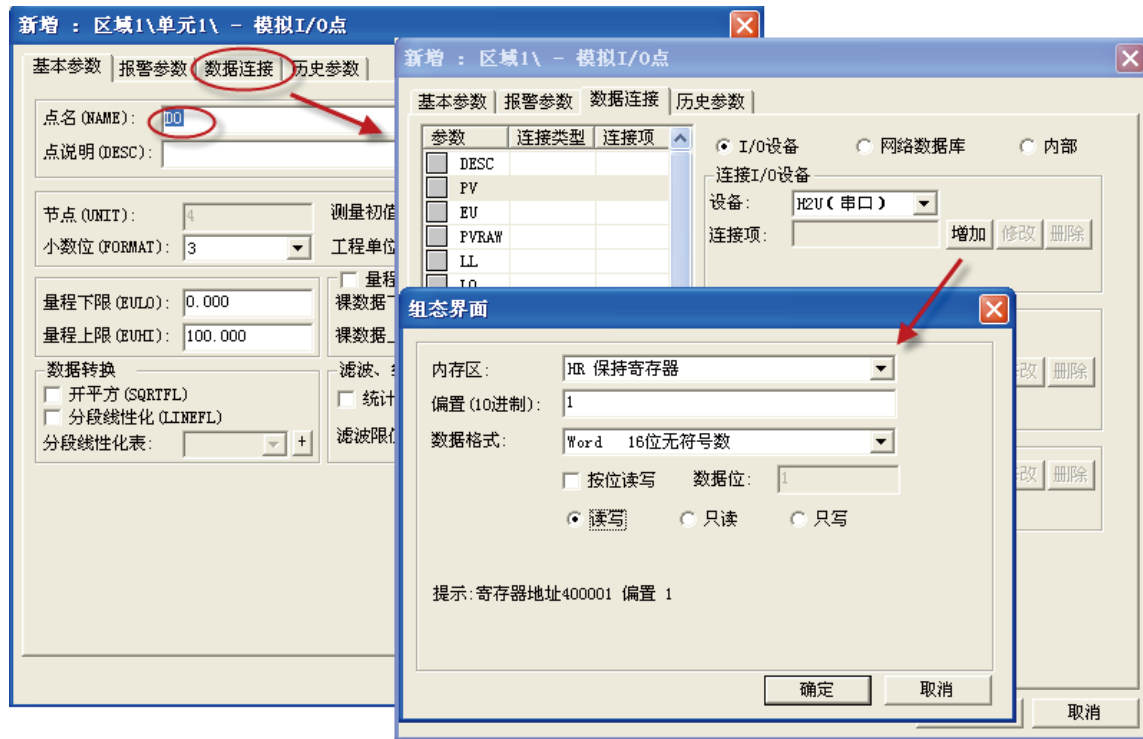 新增 : 区域1\单元1\ - 模拟I/O点
基本参数 报警参数 数据连接 历史参数
点名(NAME): D0
点说明(DESC):
节点(UNIT): 4
测量初值
小数位(FORMAT): 3
工程单位
量程下限(EULO): 0.000
量程
裸数据
量程上限(EUHI): 100.000
裸数据
数据转换
开平方(SQRTFL)
分段线性化(LINEFL)
分段线性化表: +
滤波、
统计
滤波限
新增 : 区域1\ - 模拟I/O点
基本参数 报警参数 数据连接 历史参数
参数 连接类型 连接项
DESC
PV
EU
PVRAW
LL
LO
I/O设备 网络数据库 内部
连接I/O设备
设备: H2U(串口)
连接项: 增加 修改 删除
改 删除
改 删除
取消
组态界面
内存区: HR 保持寄存器
偏置(10进制): 1
数据格式: Word 16位无符号数
按位读写 数据位: 1
读写 只读 只写
提示:寄存器地址400001 偏置 1
确定 取消